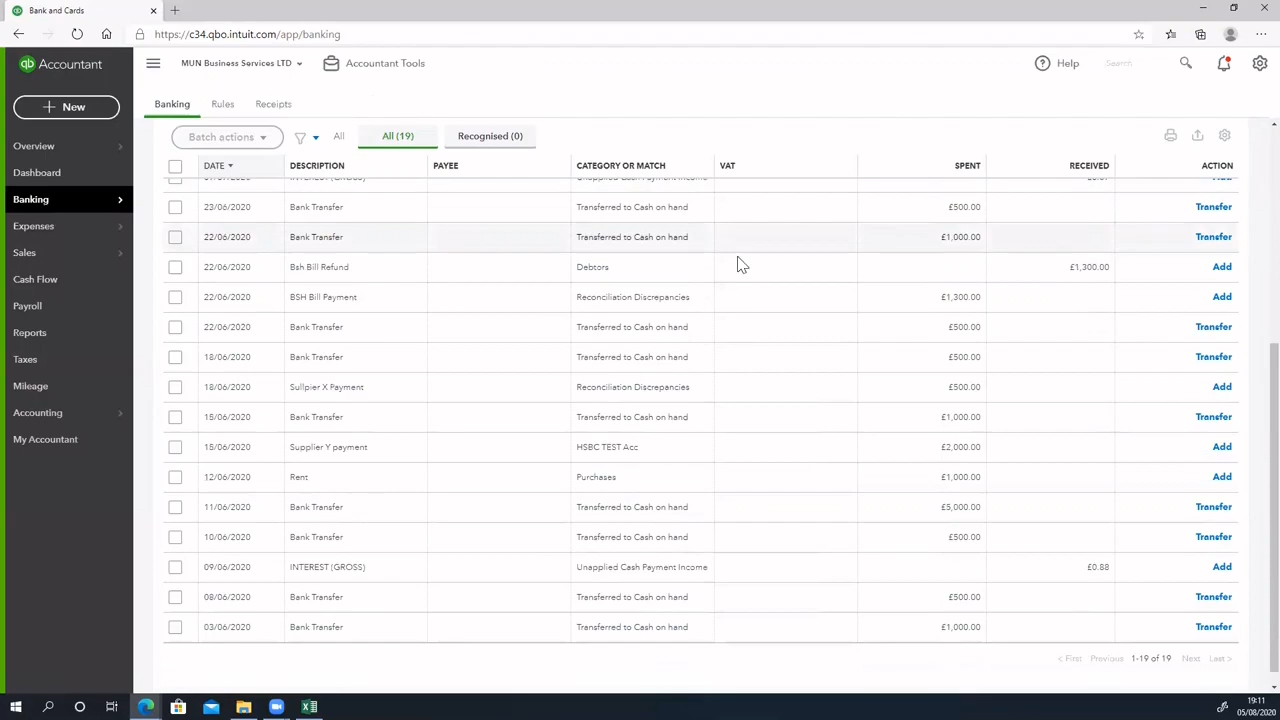 Bank and Cards
https://c34.qbo.intuit.com/app/banking
qb Accountant
MUN Business Services LTD
Accountant Tools
Help
Search
+ New
Banking Rules Receipts
Overview
Dashboard
Banking
Expenses
Sales
Cash Flow
Payroll
Reports
Taxes
Mileage
Accounting
My Accountant
Batch actions All All (19) Recognised (0)
DATE DESCRIPTION PAYEE CATEGORY OR MATCH VAT SPENT RECEIVED ACTION
INTEREST (GROSS) Unapplied Cash Payment Income Add
23/06/2020 Bank Transfer Transferred to Cash on hand £500.00 Transfer
22/06/2020 Bank Transfer Transferred to Cash on hand £1,000.00 Transfer
22/06/2020 Bsh Bill Refund Debtors £1,300.00 Add
22/06/2020 BSH Bill Payment Reconciliation Discrepancies £1,300.00 Add
22/06/2020 Bank Transfer Transferred to Cash on hand £500.00 Transfer
18/06/2020 Bank Transfer Transferred to Cash on hand £500.00 Transfer
18/06/2020 Sullpier X Payment Reconciliation Discrepancies £500.00 Add
15/06/2020 Bank Transfer Transferred to Cash on hand £1,000.00 Transfer
15/06/2020 Supplier Y payment HSBC TEST Acc £2,000.00 Add
12/06/2020 Rent Purchases £1,000.00 Add
11/06/2020 Bank Transfer Transferred to Cash on hand £5,000.00 Transfer
10/06/2020 Bank Transfer Transferred to Cash on hand £500.00 Transfer
09/06/2020 INTEREST (GROSS) Unapplied Cash Payment Income £0.88 Add
08/06/2020 Bank Transfer Transferred to Cash on hand £500.00 Transfer
03/06/2020 Bank Transfer Transferred to Cash on hand £1,000.00 Transfer
< First Previous 1-19 of 19 Next Last >
19:11
05/08/2020